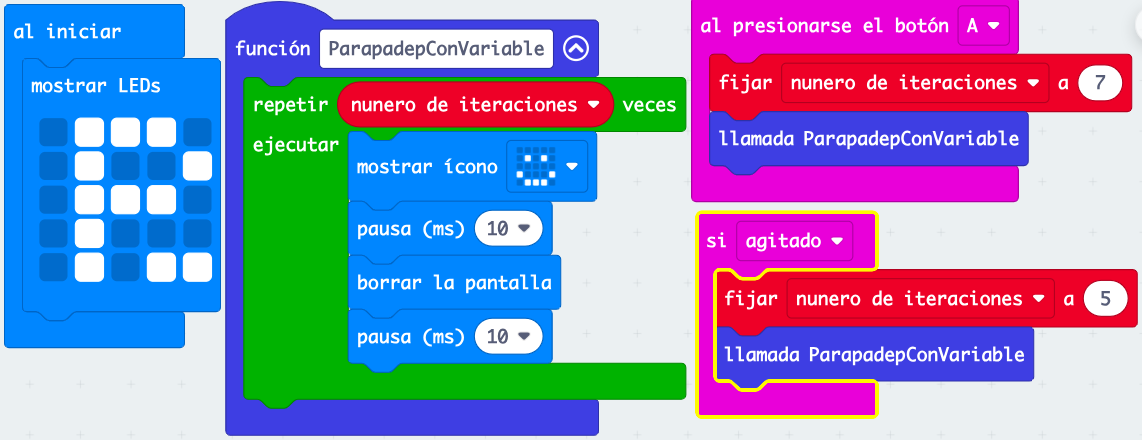 al iniciar
mostrar LEDs
función ParapadepConVariable
repetir nunero de iteraciones veces
ejecutar
mostrar ícono
pausa (ms) 10
borrar la pantalla
pausa (ms) 10
al presionarse el botón A
fijar nunero de iteraciones a 7
llamada ParapadepConVariable
si agitado
fijar nunero de iteraciones a 5
llamada ParapadepConVariable